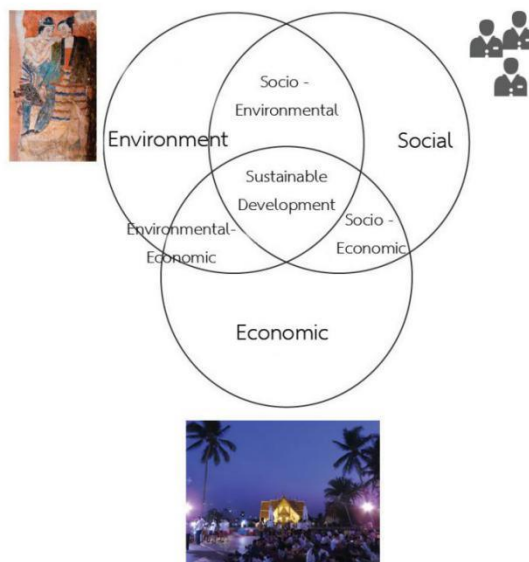 Socio -
Environmental
Environment
Social
Sustainable
Development
Environmental-
Economic
Socio -
Economic
Economic